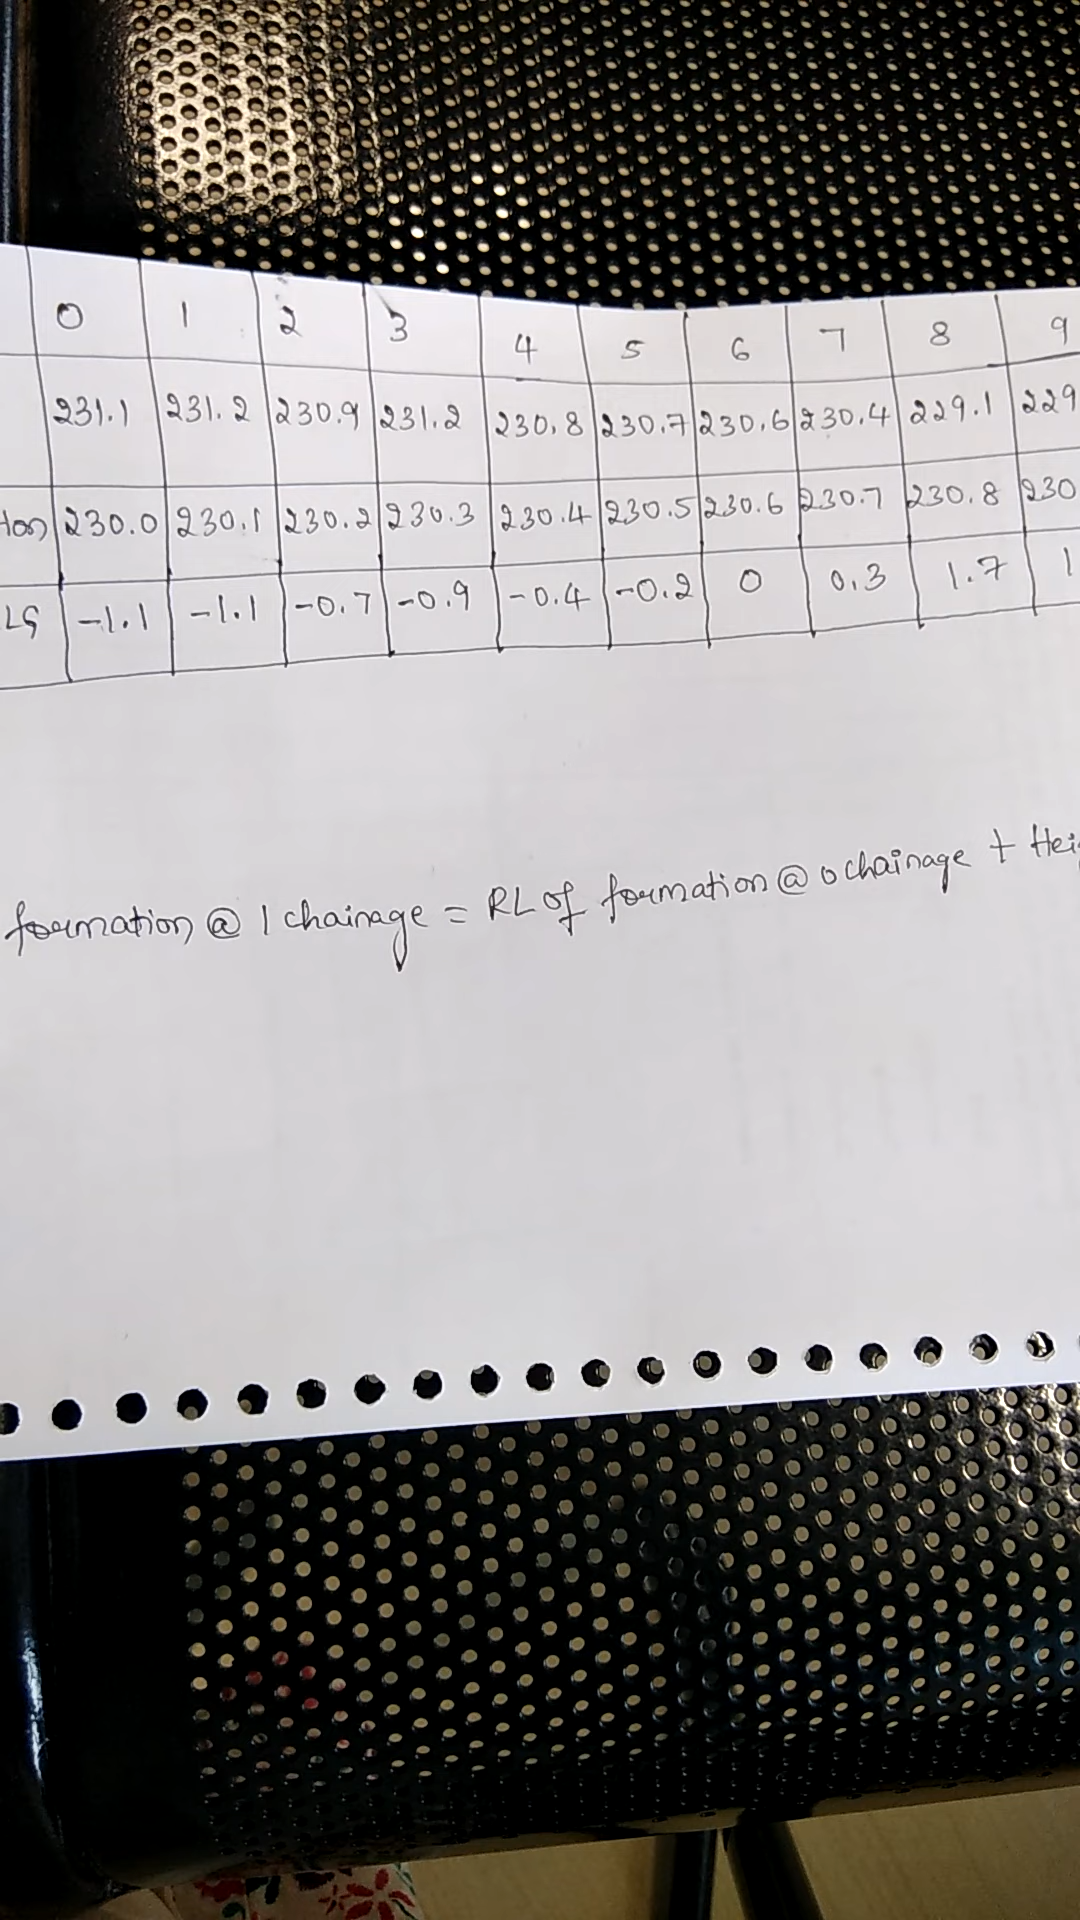 0 1 2 3 4 5 6 7 8 9
231.1 231.2 230.9 231.2 230.8 230.7 230.6 230.4 229.1 229
230.0 230.1 230.2 230.3 230.4 230.5 230.6 230.7 230.8 230
LG -1.1 -1.1 -0.7 -0.9 -0.4 -0.2 0 0.3 1.7 1
formation @ 1 chainage = RL of formation @ 0 chainage + Hei